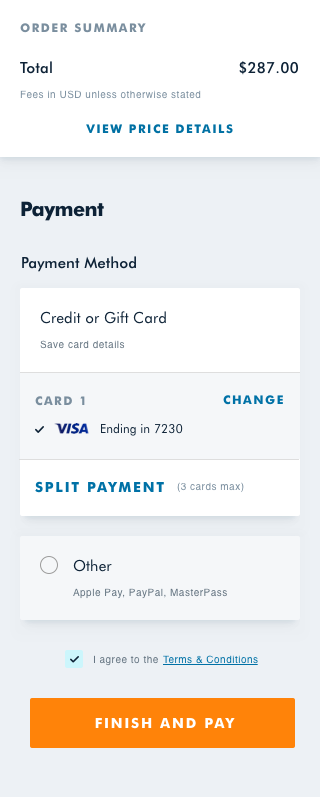 ORDER SUMMARY
Total $287.00
Fees in USD unless otherwise stated
VIEW PRICE DETAILS
Payment
Payment Method
Credit or Gift Card
Save card details
CARD 1 CHANGE
VISA Ending in 7230
SPLIT PAYMENT (3 cards max)
Other
Apple Pay, PayPal, MasterPass
I agree to the Terms & Conditions
FINISH AND PAY